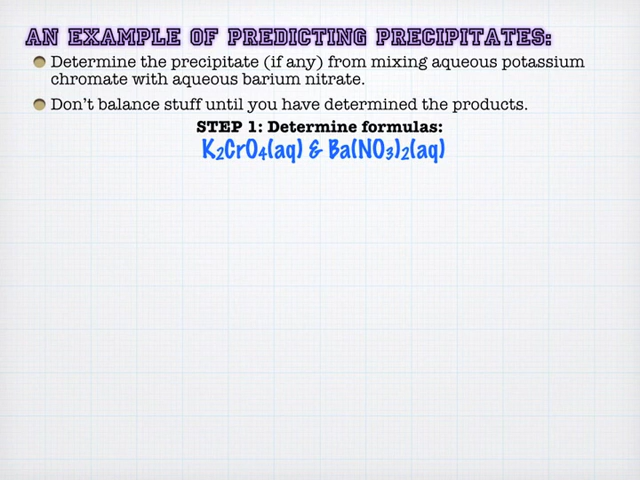 AN EXAMPLE OF PREDICTING PRECIPITATES:
Determine the precipitate (if any) from mixing aqueous potassium
chromate with aqueous barium nitrate.
Don't balance stuff until you have determined the products.
STEP 1: Determine formulas:
K₂CrO₄(aq) & Ba(NO₃)₂(aq)